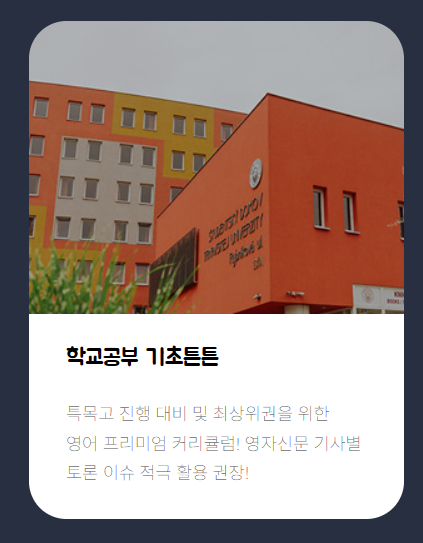 학교공부 기초튼튼
특목고 진행 대비 및 최상위권을 위한
영어 프리미엄 커리큘럼! 영자신문 기사별
토론 이슈 적극 활용 권장!